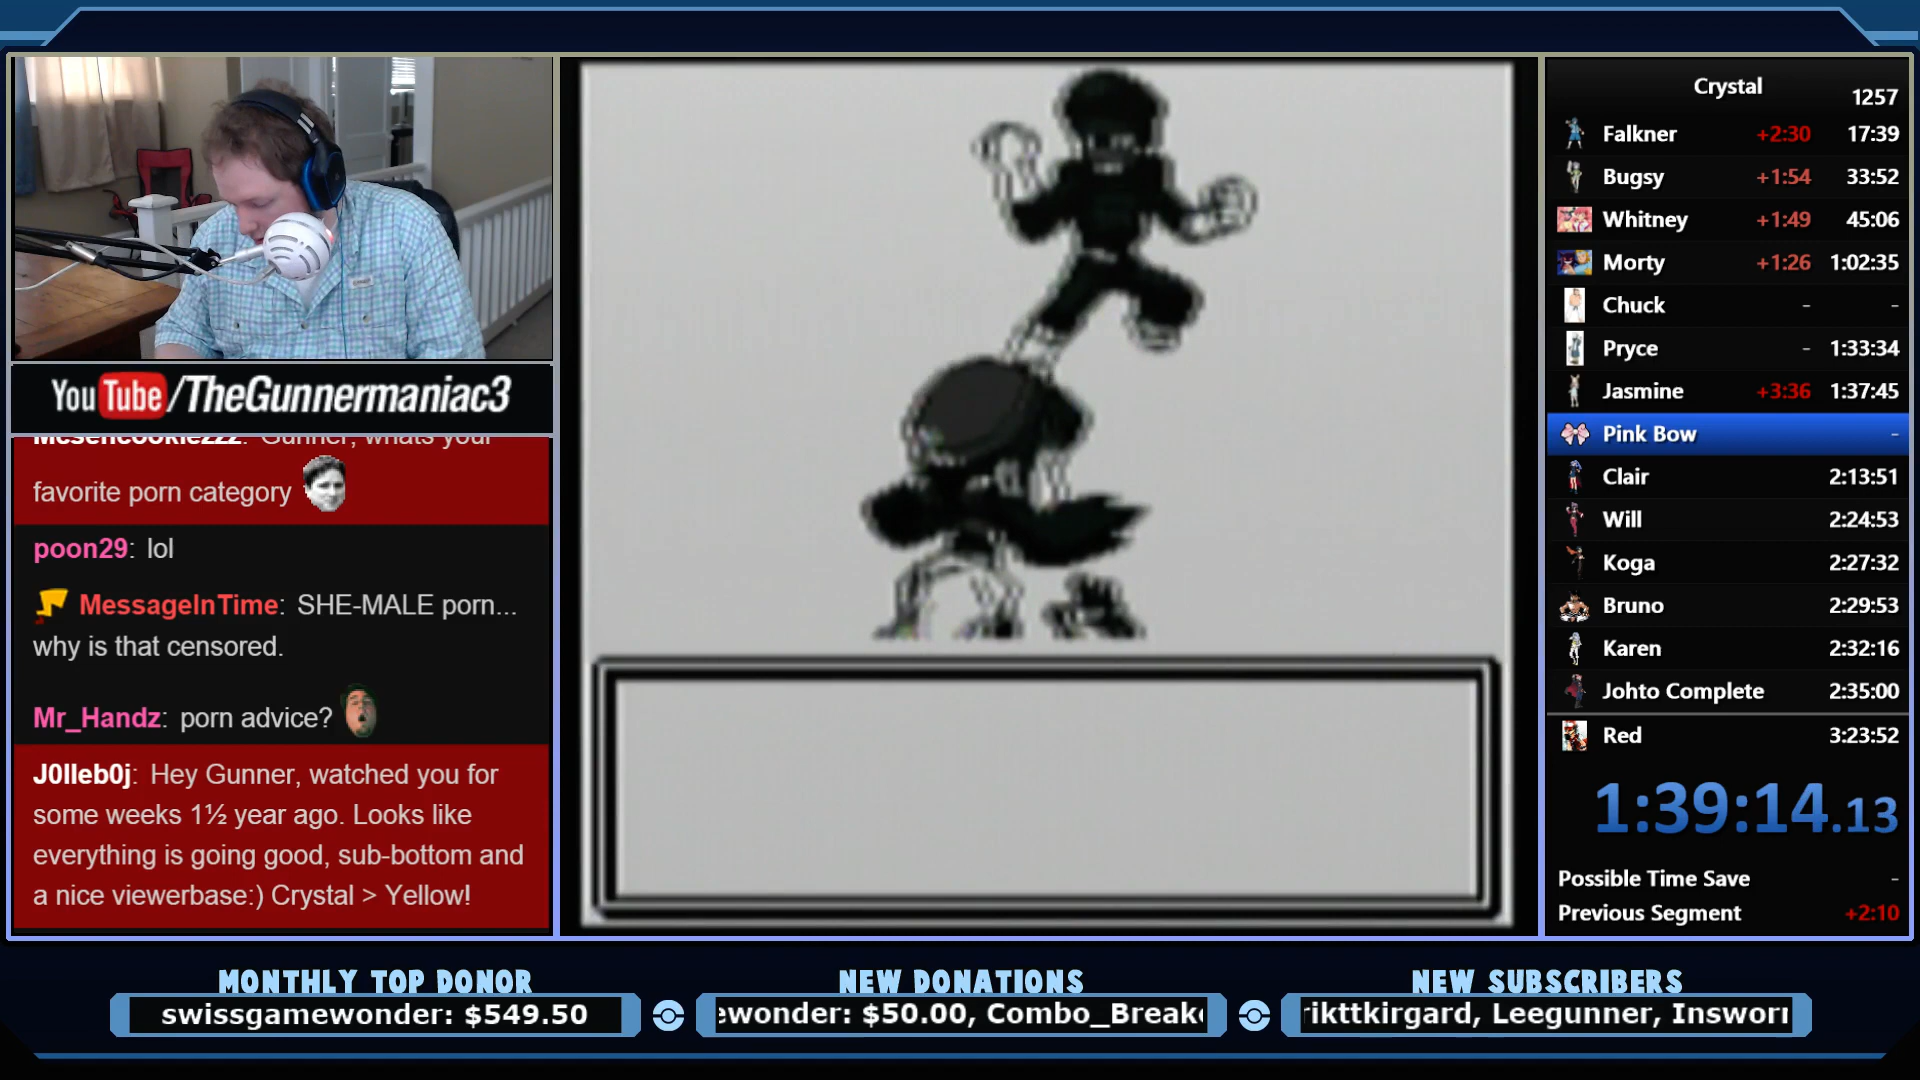 YouTube/TheGunnermaniac3
Mcsencookiezzz: Gunner, whats your
favorite porn category
poon29: lol
MessageInTime: SHE-MALE porn...
why is that censored.
Mr_Handz: porn advice?
J0lleb0j: Hey Gunner, watched you for
some weeks 1½ year ago. Looks like
everything is going good, sub-bottom and
a nice viewerbase:) Crystal > Yellow!
Crystal
1257
Falkner +2:30 17:39
Bugsy +1:54 33:52
Whitney +1:49 45:06
Morty +1:26 1:02:35
Chuck - -
Pryce - 1:33:34
Jasmine +3:36 1:37:45
Pink Bow -
Clair 2:13:51
Will 2:24:53
Koga 2:27:32
Bruno 2:29:53
Karen 2:32:16
Johto Complete 2:35:00
Red 3:23:52
1:39:14.13
Possible Time Save -
Previous Segment +2:10
MONTHLY TOP DONOR
swissgamewonder: $549.50
NEW DONATIONS
ewonder: $50.00, Combo_Break
NEW SUBSCRIBERS
rikttkirgard, Leegunner, Inswor